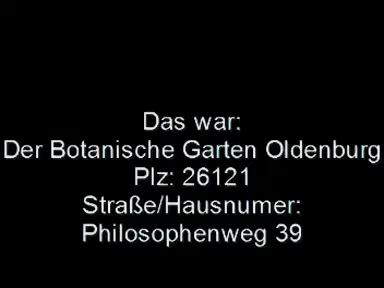 Das war:
Der Botanische Garten Oldenburg
Plz: 26121
Straße/Hausnumer:
Philosophenweg 39